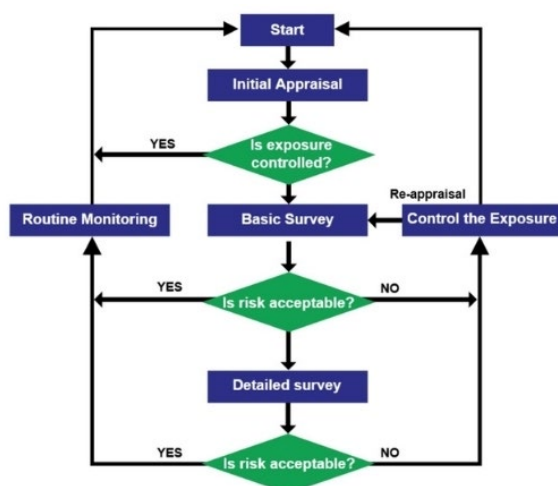 Start
Initial Appraisal
YES
Is exposure
controlled?
Re-appraisal
Routine Monitoring
Basic Survey
Control the Exposure
YES
Is risk acceptable?
NO
Detailed survey
YES
Is risk acceptable?
NO